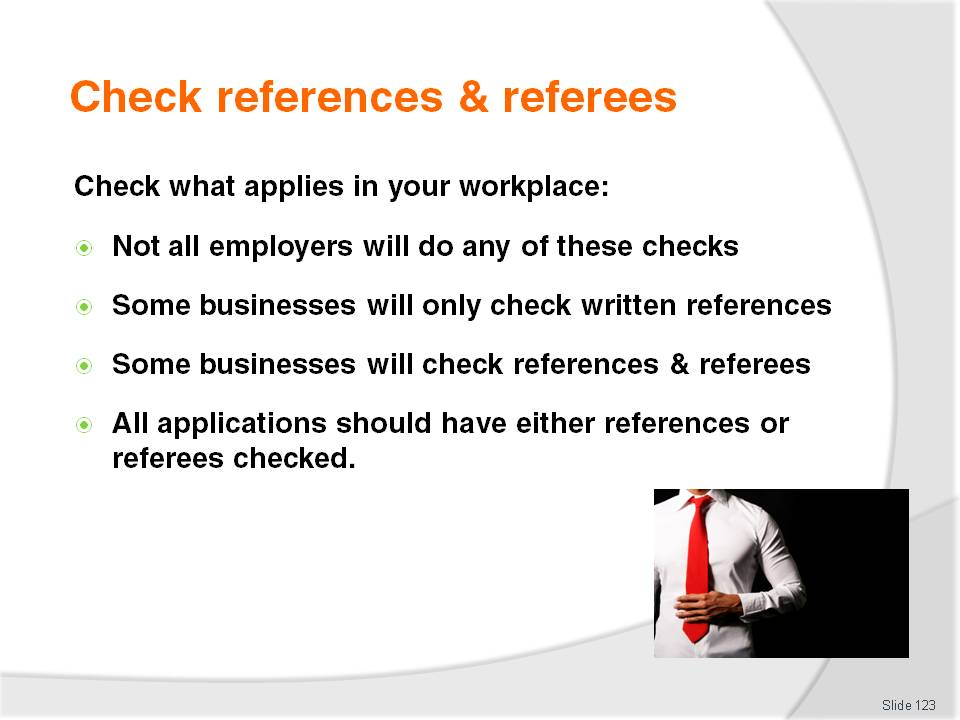 Check references & referees
Check what applies in your workplace:
Not all employers will do any of these checks
Some businesses will only check written references
Some businesses will check references & referees
All applications should have either references or
referees checked.
Slide 123